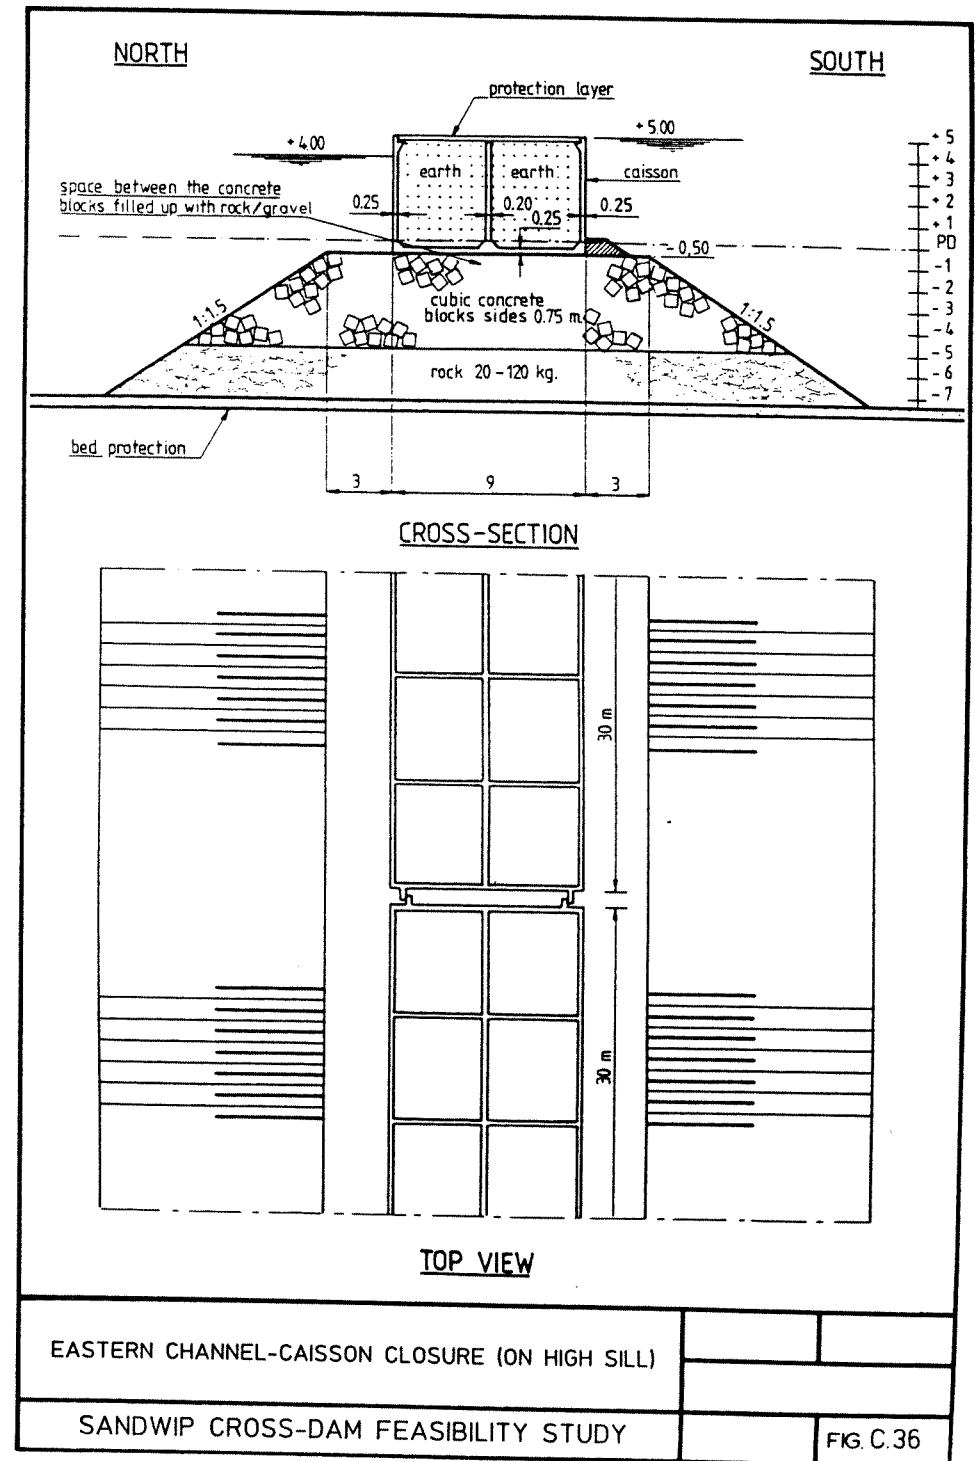 NORTH
SOUTH
protection layer
+4.00
+5.00
+5
+4
+3
+2
+1
PD
-1
-2
-3
-4
-5
-6
-7
earth
earth
caisson
space between the concrete
blocks filled up with rock/gravel
0.25
0.20
0.25
0.25
-0,50
1:1.5
cubic concrete
blocks sides 0.75 m.
1:1.5
rock 20-120 kg.
bed protection
3
9
3
CROSS-SECTION
30 m
30 m
TOP VIEW
EASTERN CHANNEL-CAISSON CLOSURE (ON HIGH SILL)
SANDWIP CROSS-DAM FEASIBILITY STUDY
FIG. C.36